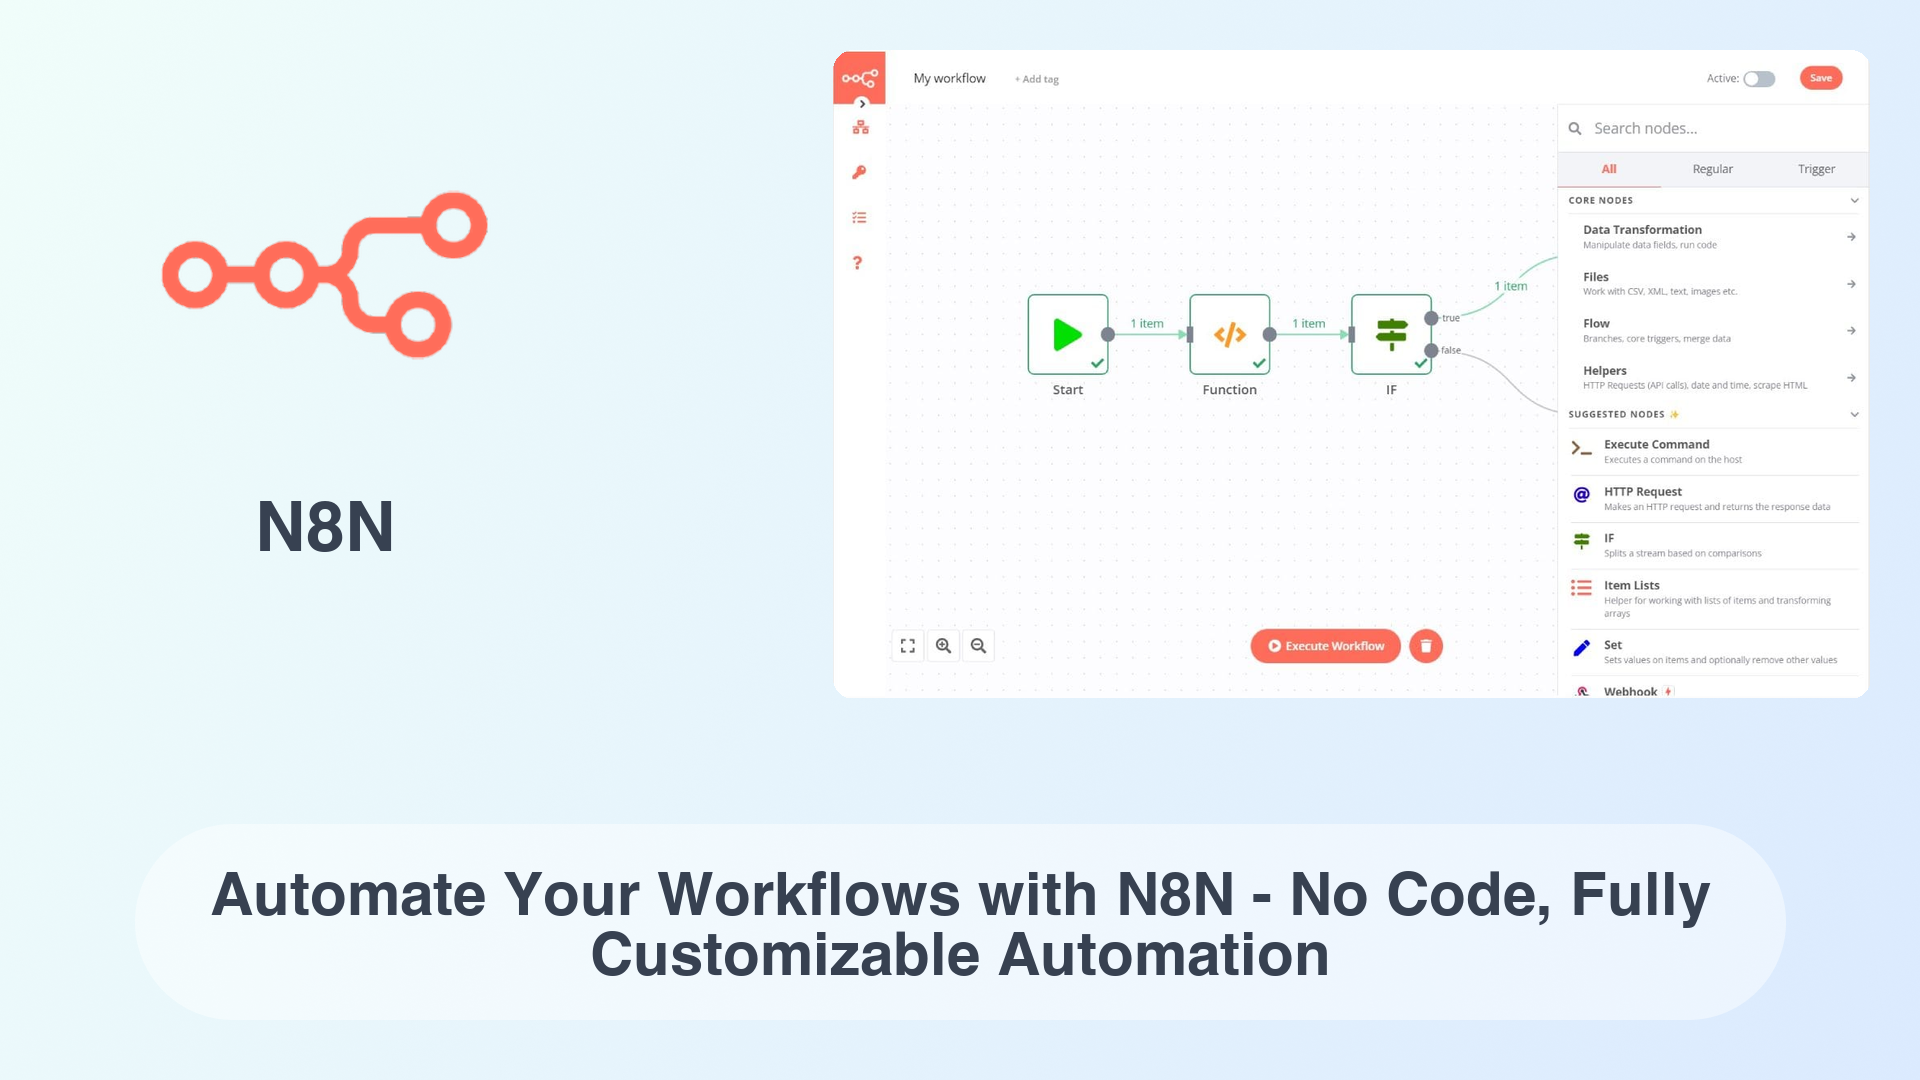 N8N
My workflow
+ Add tag
Active:
Save
Search nodes...
All
Regular
Trigger
CORE NODES
Data Transformation
Manipulate data fields, run code
Files
Work with CSV, XML, text, images etc.
Flow
Branches, core triggers, merge data
Helpers
HTTP Requests (API calls), date and time, scrape HTML
SUGGESTED NODES ✨
Execute Command
Executes a command on the host
HTTP Request
Makes an HTTP request and returns the response data
IF
Splits a stream based on comparisons
Item Lists
Helper for working with lists of items and transforming
arrays
Set
Sets values on items and optionally remove other values
Webhook
1 item
1 item
1 item
true
false
Start
Function
IF
Execute Workflow
Automate Your Workflows with N8N - No Code, Fully
Customizable Automation